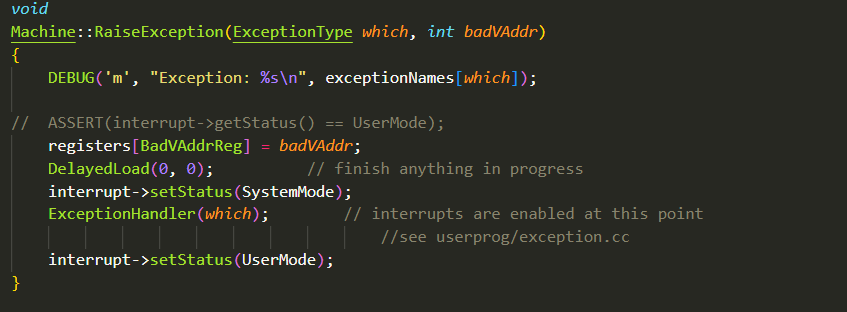 void
Machine::RaiseException(ExceptionType which, int badVAddr)
{
    DEBUG('m', "Exception: %s\n", exceptionNames[which]);
//  ASSERT(interrupt->getStatus() == UserMode);
    registers[BadVAddrReg] = badVAddr;
    DelayedLoad(0, 0);          // finish anything in progress
    interrupt->setStatus(SystemMode);
    ExceptionHandler(which);        // interrupts are enabled at this point
                                        //see userprog/exception.cc
    interrupt->setStatus(UserMode);
}